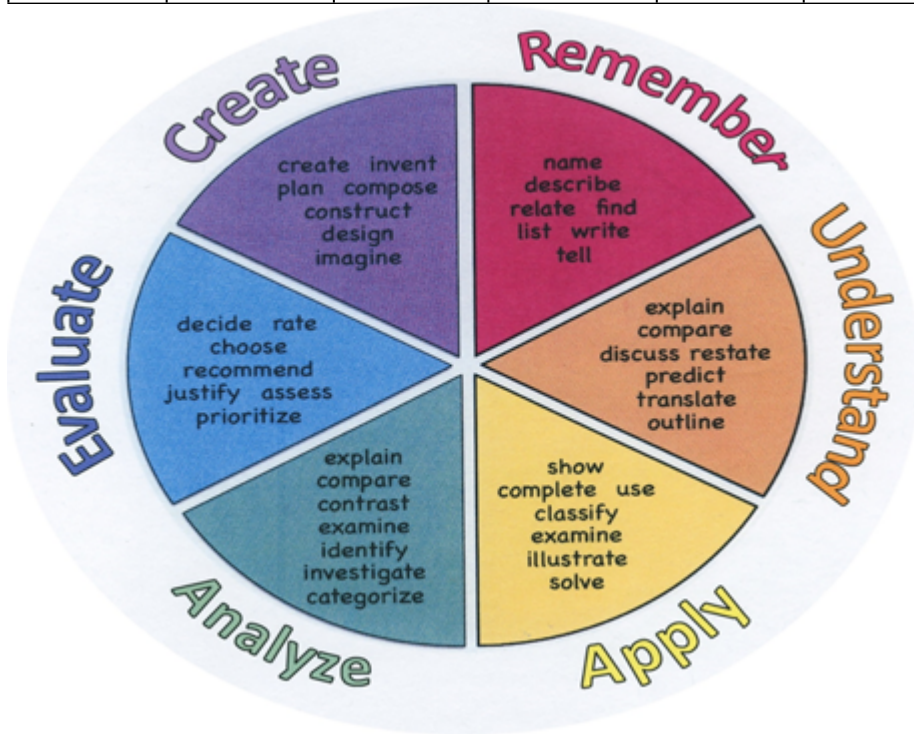 Remember
name
describe
relate find
list write
tell
Understand
explain
compare
discuss restate
predict
translate
outline
Apply
show
complete use
classify
examine
illustrate
solve
Analyze
explain
compare
contrast
examine
identify
investigate
categorize
Evaluate
decide rate
choose
recommend
justify assess
prioritize
Create
create invent
plan compose
construct
design
imagine